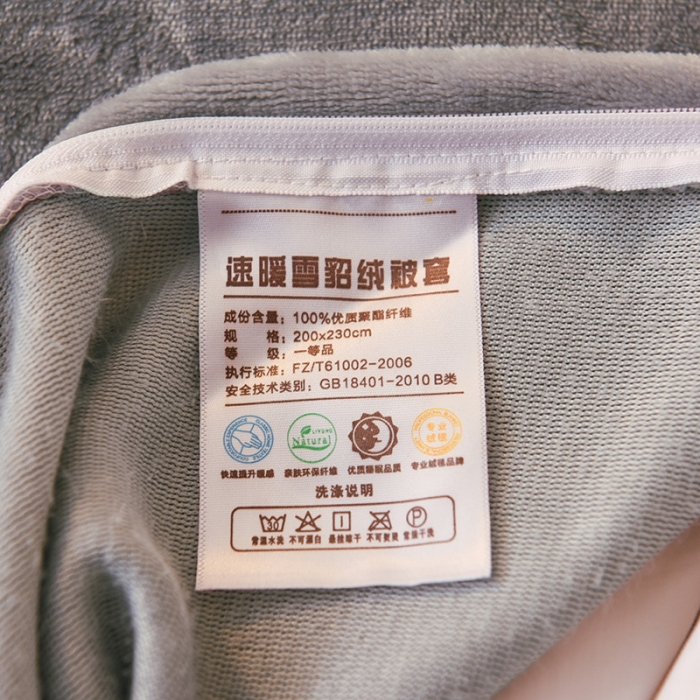 速暖雪貂绒被套
成份含量：100%优质聚酯纤维
规 格：200x230cm
等 级：一等品
执行标准：FZ/T61002-2006
安全技术类别：GB18401-2010 B类
LIYUHU
Natural
专业
绒毯
快速提升暖感 亲肤环保纤维 优质睡眠品质 专业绒毯品牌
洗涤说明
30 P
常温水洗 不可漂白 悬挂晾干 不可熨烫 常规干洗